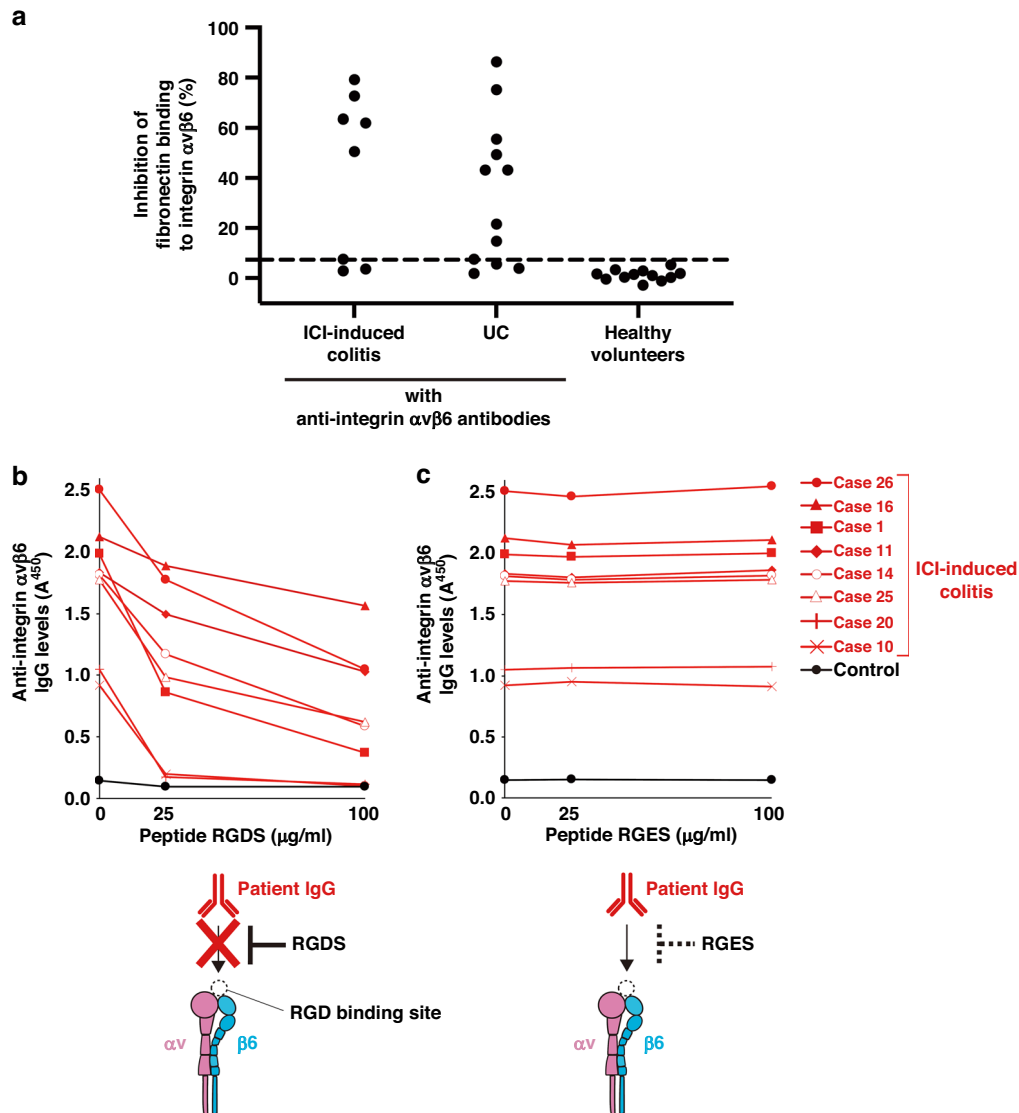 a
Inhibition of
fibronectin binding
to integrin αvβ6 (%)
100
80
60
40
20
0
ICI-induced
colitis
UC
Healthy
volunteers
with
anti-integrin αvβ6 antibodies
b
Anti-integrin αvβ6
IgG levels (A450)
2.5
2.0
1.5
1.0
0.5
0.0
0
25
100
Peptide RGDS (μg/ml)
c
Anti-integrin αvβ6
IgG levels (A450)
2.5
2.0
1.5
1.0
0.5
0.0
0
25
100
Peptide RGES (μg/ml)
Case 26
Case 16
Case 1
Case 11
Case 14
Case 25
Case 20
Case 10
Control
ICI-induced
colitis
Patient IgG
RGDS
RGD binding site
αv
β6
Patient IgG
RGES
αv
β6